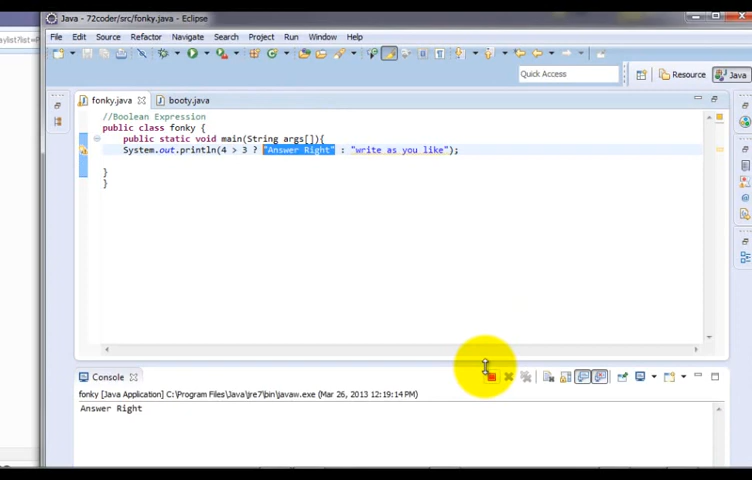 Java - 72coder/src/fonky.java - Eclipse
File Edit Source Refactor Navigate Search Project Run Window Help
Quick Access
Resource
Java
fonky.java
booty.java
//Boolean Expression
public class fonky {
public static void main(String args[]){
System.out.println(4 > 3 ? "Answer Right" : "write as you like");
}
}
Console
fonky [Java Application] C:\Program Files\Java\jre7\bin\javaw.exe (Mar 26, 2013 12:19:14 PM)
Answer Right